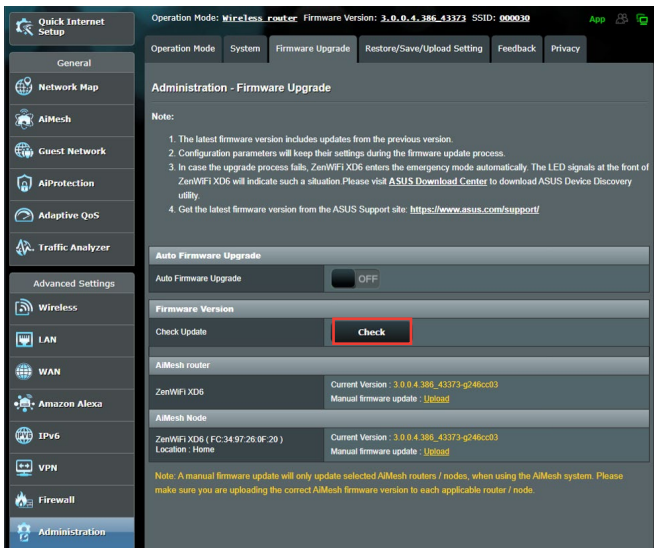 Quick Internet
Setup
General
Network Map
AiMesh
Guest Network
AiProtection
Adaptive QoS
Traffic Analyzer
Advanced Settings
Wireless
LAN
WAN
Amazon Alexa
IPv6
VPN
Firewall
Administration
Operation Mode: Wireless router Firmware Version: 3.0.0.4.386_43373 SSID: 000030 App
Operation Mode System Firmware Upgrade Restore/Save/Upload Setting Feedback Privacy
Administration - Firmware Upgrade
Note:
1. The latest firmware version includes updates from the previous version.
2. Configuration parameters will keep their settings during the firmware update process.
3. In case the upgrade process fails, ZenWiFi XD6 enters the emergency mode automatically. The LED signals at the front of
ZenWiFi XD6 will indicate such a situation.Please visit ASUS Download Center to download ASUS Device Discovery
utility.
4. Get the latest firmware version from the ASUS Support site: https://www.asus.com/support/
Auto Firmware Upgrade
Auto Firmware Upgrade OFF
Firmware Version
Check Update Check
AiMesh router
ZenWiFi XD6
Current Version : 3.0.0.4.386_43373-g246cc03
Manual firmware update : Upload
AiMesh Node
ZenWiFi XD6 ( FC:34:97:26:0F:20 )
Location : Home
Current Version : 3.0.0.4.386_43373-g246cc03
Manual firmware update : Upload
Note: A manual firmware update will only update selected AiMesh routers / nodes, when using the AiMesh system. Please
make sure you are uploading the correct AiMesh firmware version to each applicable router / node.